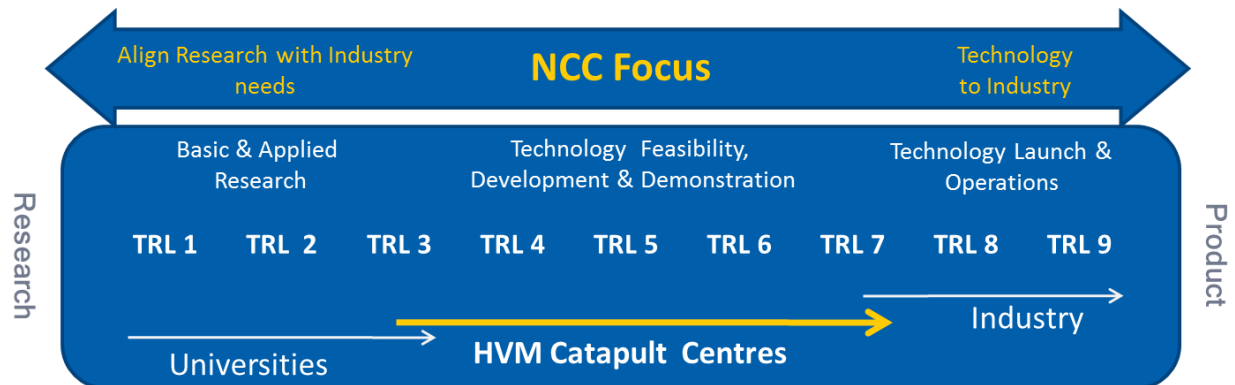 Align Research with Industry
needs
NCC Focus
Technology
to Industry
Basic & Applied
Research
Technology Feasibility,
Development & Demonstration
Technology Launch &
Operations
Research
TRL 1 TRL 2 TRL 3 TRL 4 TRL 5 TRL 6 TRL 7 TRL 8 TRL 9
Product
Industry
HVM Catapult Centres
Universities